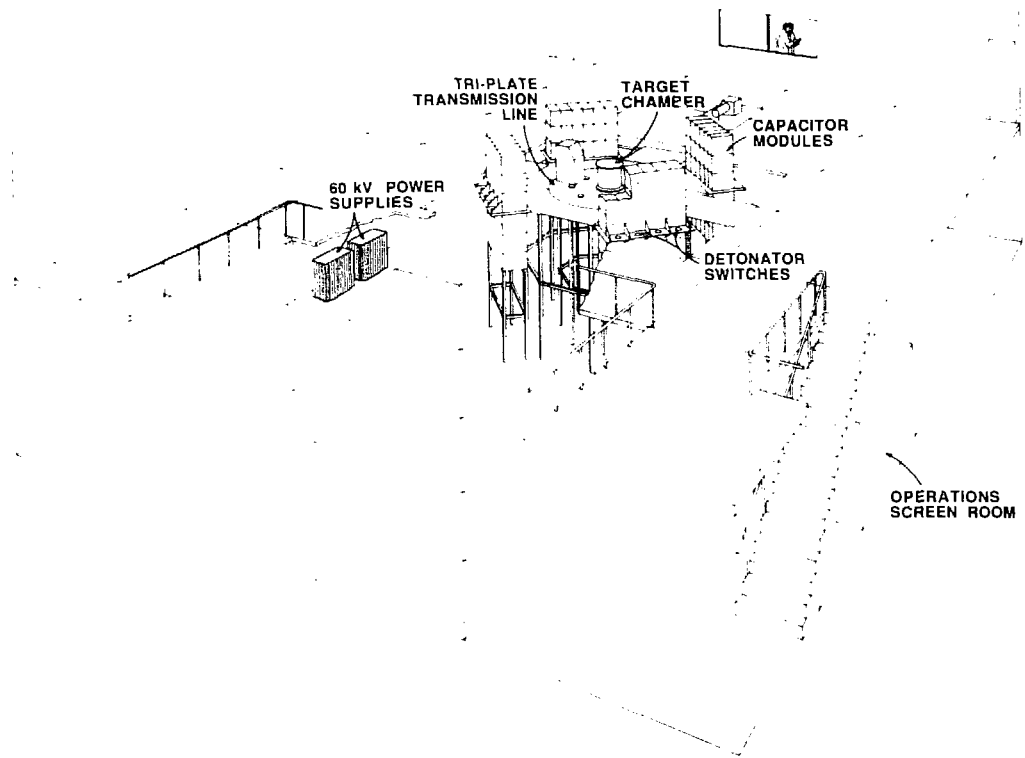 TRI-PLATE
TRANSMISSION
LINE
TARGET
CHAMBER
CAPACITOR
MODULES
60 kV POWER
SUPPLIES
DETONATOR
SWITCHES
OPERATIONS
SCREEN ROOM